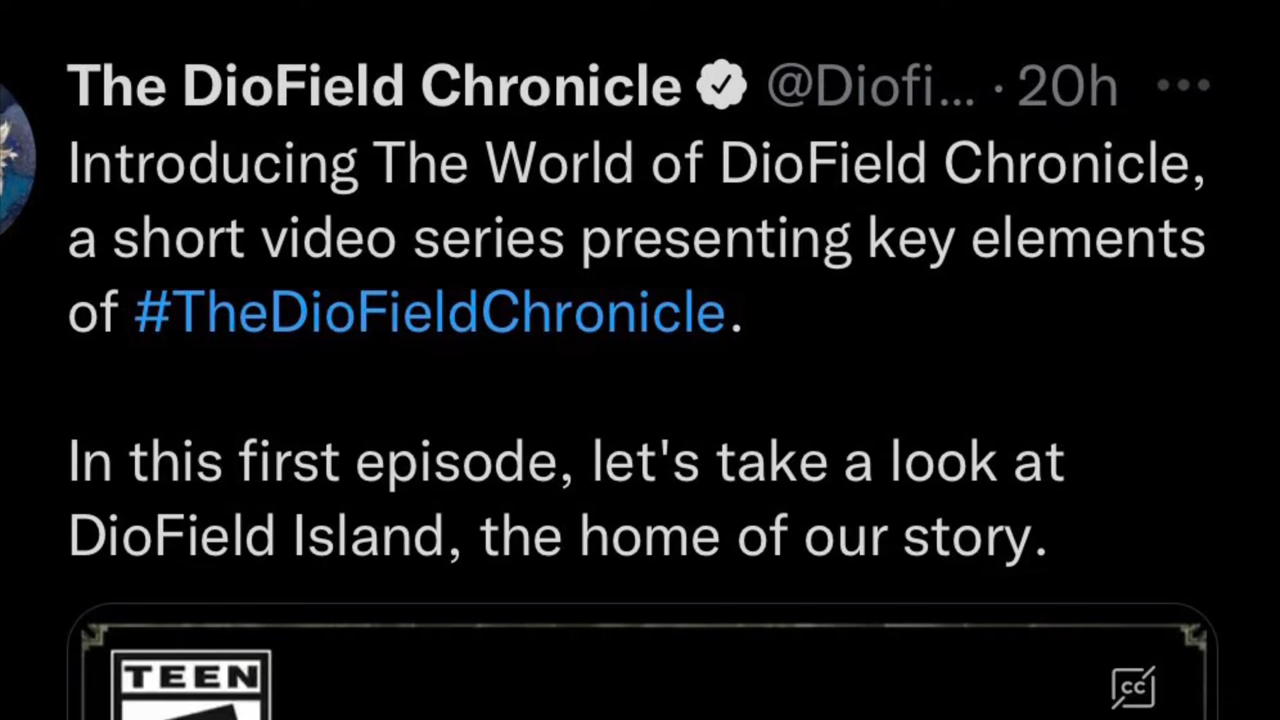 The DioField Chronicle @Diofi... · 20h ...
Introducing The World of DioField Chronicle,
a short video series presenting key elements
of #TheDioFieldChronicle.
In this first episode, let's take a look at
DioField Island, the home of our story.
TEEN
CC